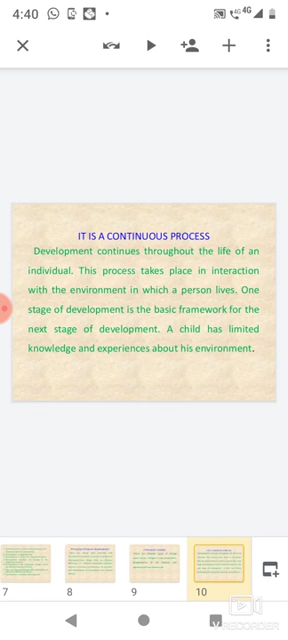 4:40
4G 4G
IT IS A CONTINUOUS PROCESS
Development continues throughout the life of an
individual. This process takes place in interaction
with the environment in which a person lives. One
stage of development is the basic framework for the
next stage of development. A child has limited
knowledge and experiences about his environment.
7
8
9
10
V RECORDER